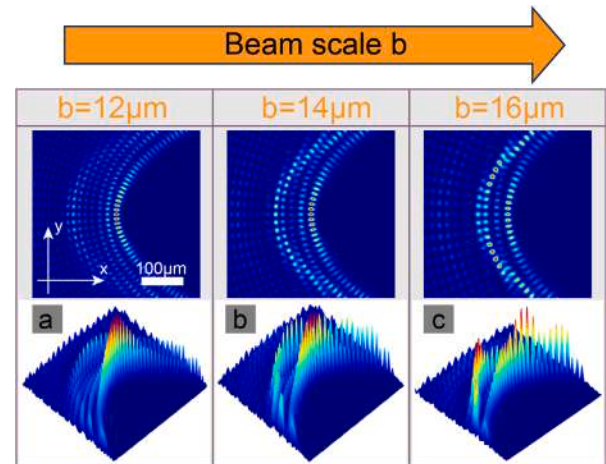 Beam scale b
b=12μm
b=14μm
b=16μm
y
x
100μm
a
b
c